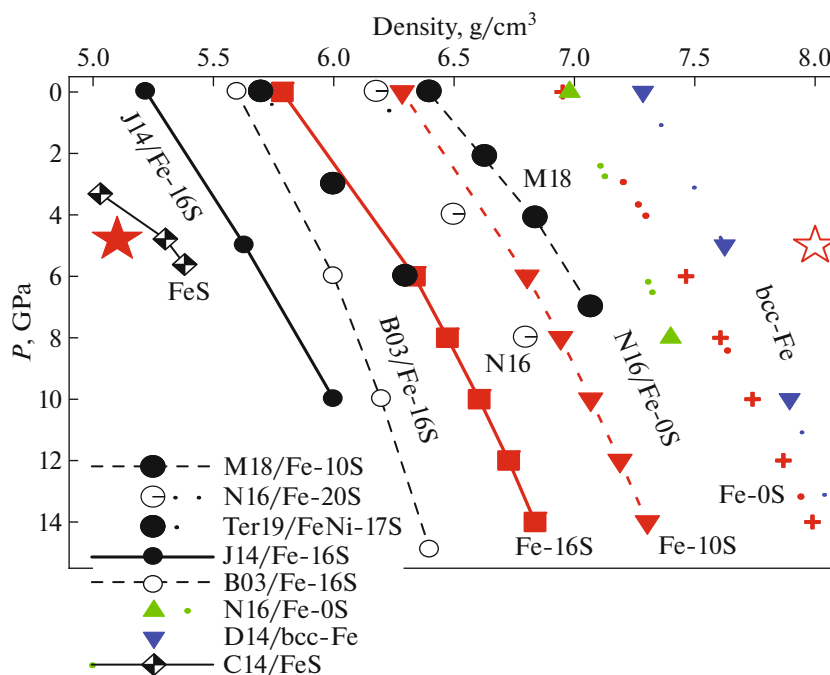 Density, g/cm³
5.0 5.5 6.0 6.5 7.0 7.5 8.0
P, GPa
0
2
4
6
8
10
12
14
J14/Fe-16S
FeS
B03/Fe-16S
N16
M18
N16/Fe-0S
bcc-Fe
Fe-16S
Fe-10S
Fe-0S
M18/Fe-10S
N16/Fe-20S
Ter19/FeNi-17S
J14/Fe-16S
B03/Fe-16S
N16/Fe-0S
D14/bcc-Fe
C14/FeS